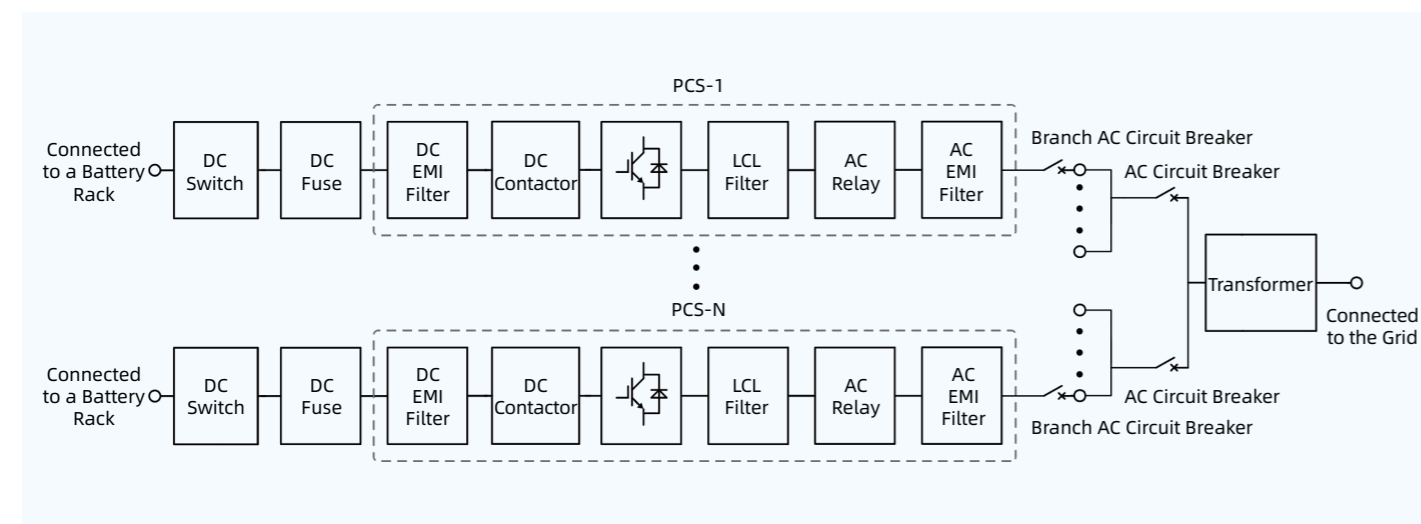 PCS-1
Connected
to a Battery
Rack
DC
Switch
DC
Fuse
DC
EMI
Filter
DC
Contactor
LCL
Filter
AC
Relay
AC
EMI
Filter
Branch AC Circuit Breaker
AC Circuit Breaker
Transformer
Connected
to the Grid
PCS-N
Connected
to a Battery
Rack
DC
Switch
DC
Fuse
DC
EMI
Filter
DC
Contactor
LCL
Filter
AC
Relay
AC
EMI
Filter
AC Circuit Breaker
Branch AC Circuit Breaker